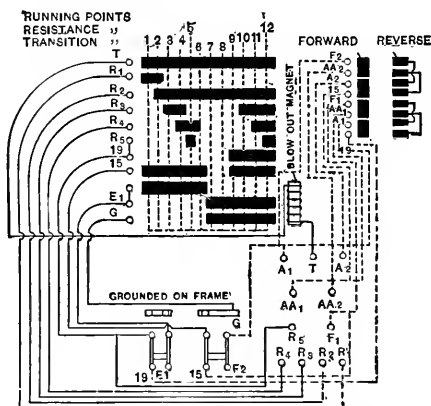 RUNNING POINTS
RESISTANCE "
TRANSITION "
1 2 3 4 5 6 7 8 9 10 11 12
T
R1
R2
R3
R4
R5
19
15
E1
G
BLOW OUT MAGNET
FORWARD REVERSE
F2
AA2
A2
15
F1
AA1
A1
19
A1 T A2
AA1 AA2
GROUNDED ON FRAME
G
R5 F1
R4 R3 R2 R1
19 E1 15 F2